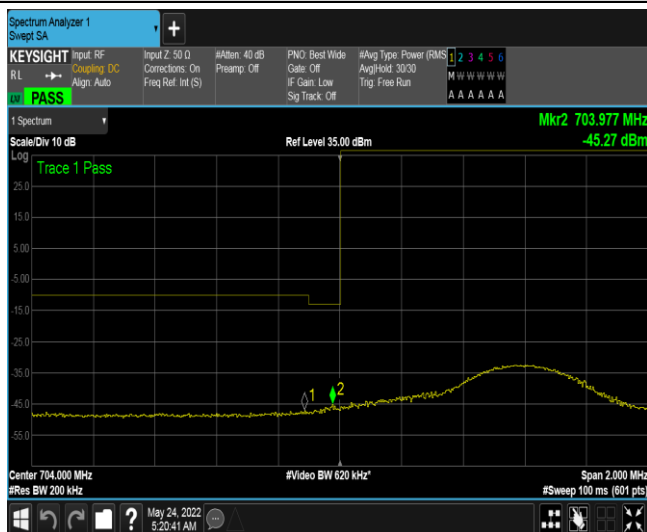 Spectrum Analyzer 1
Swept SA
+
KEYSIGHT
RL
Input: RF
Coupling: DC
Align: Auto
Input Z: 50 Ω
Corrections: On
Freq Ref: Int (S)
#Atten: 40 dB
Preamp: Off
PNO: Best Wide
Gate: Off
IF Gain: Low
Sig Track: Off
#Avg Type: Power (RMS
Avg|Hold: 30/30
Trig: Free Run
1 2 3 4 5 6
M W W W W W
A A A A A A
PASS
1 Spectrum
Mkr2 703.977 MHz
-45.27 dBm
Scale/Div 10 dB
Ref Level 35.00 dBm
Log
Trace 1 Pass
25.0
15.0
5.00
-5.00
-15.0
-25.0
-35.0
-45.0
-55.0
1
2
Center 704.000 MHz
#Video BW 620 kHz*
Span 2.000 MHz
#Res BW 200 kHz
#Sweep 100 ms (601 pts)
?
May 24, 2022
5:20:41 AM